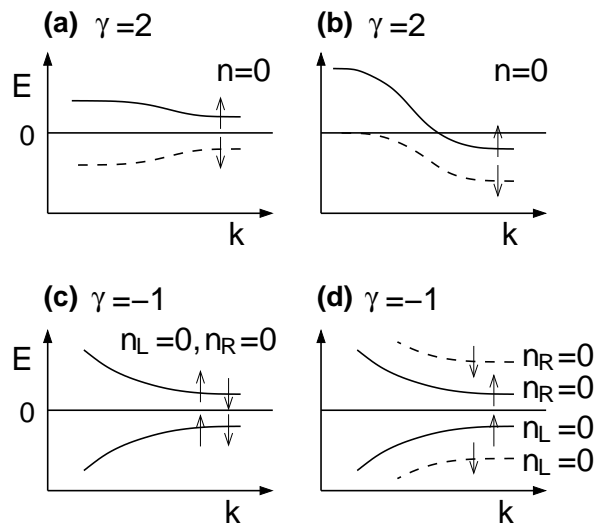 (a) γ=2
n=0
E
0
k
(b) γ=2
n=0
k
(c) γ=−1
n_L=0, n_R=0
E
0
k
(d) γ=−1
n_R=0
n_R=0
n_L=0
n_L=0
k